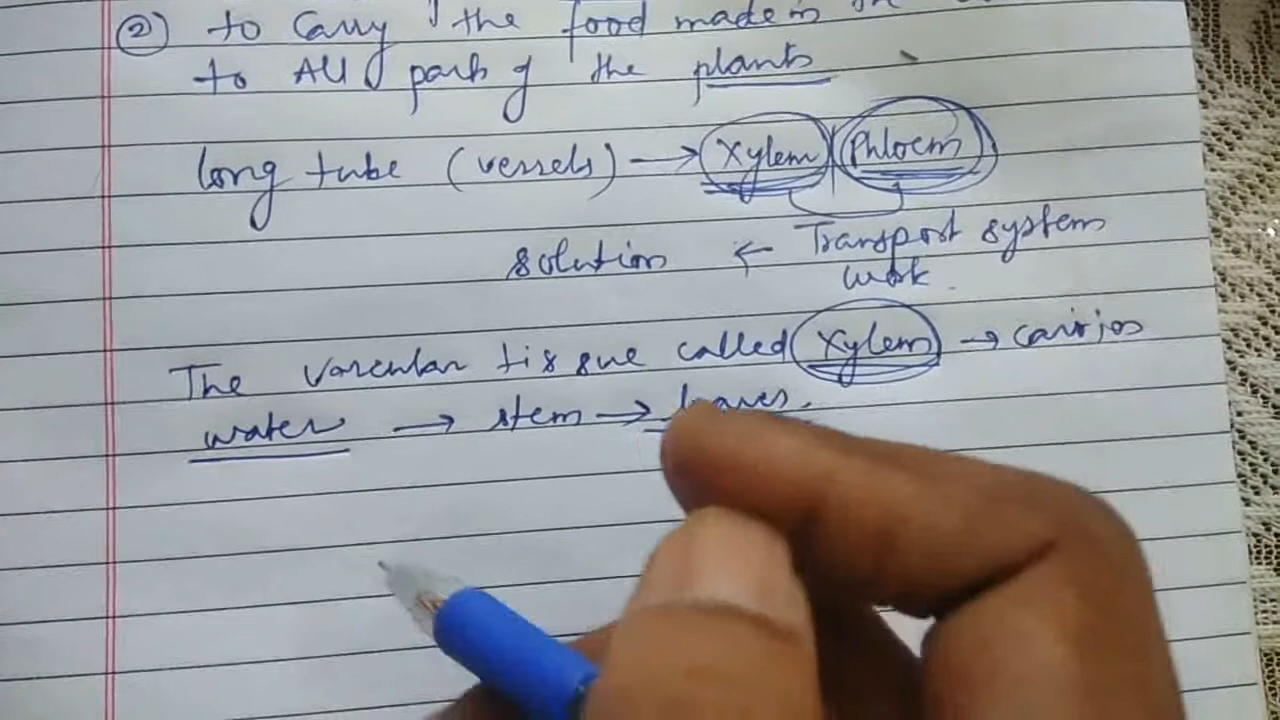 ② to carry the food made in
to All parts of the plants
long tube (vessels) → Xylem Phloem
solution ← Transport system
work.
The vascular tissue called Xylem → carries
water → stem → leaves.